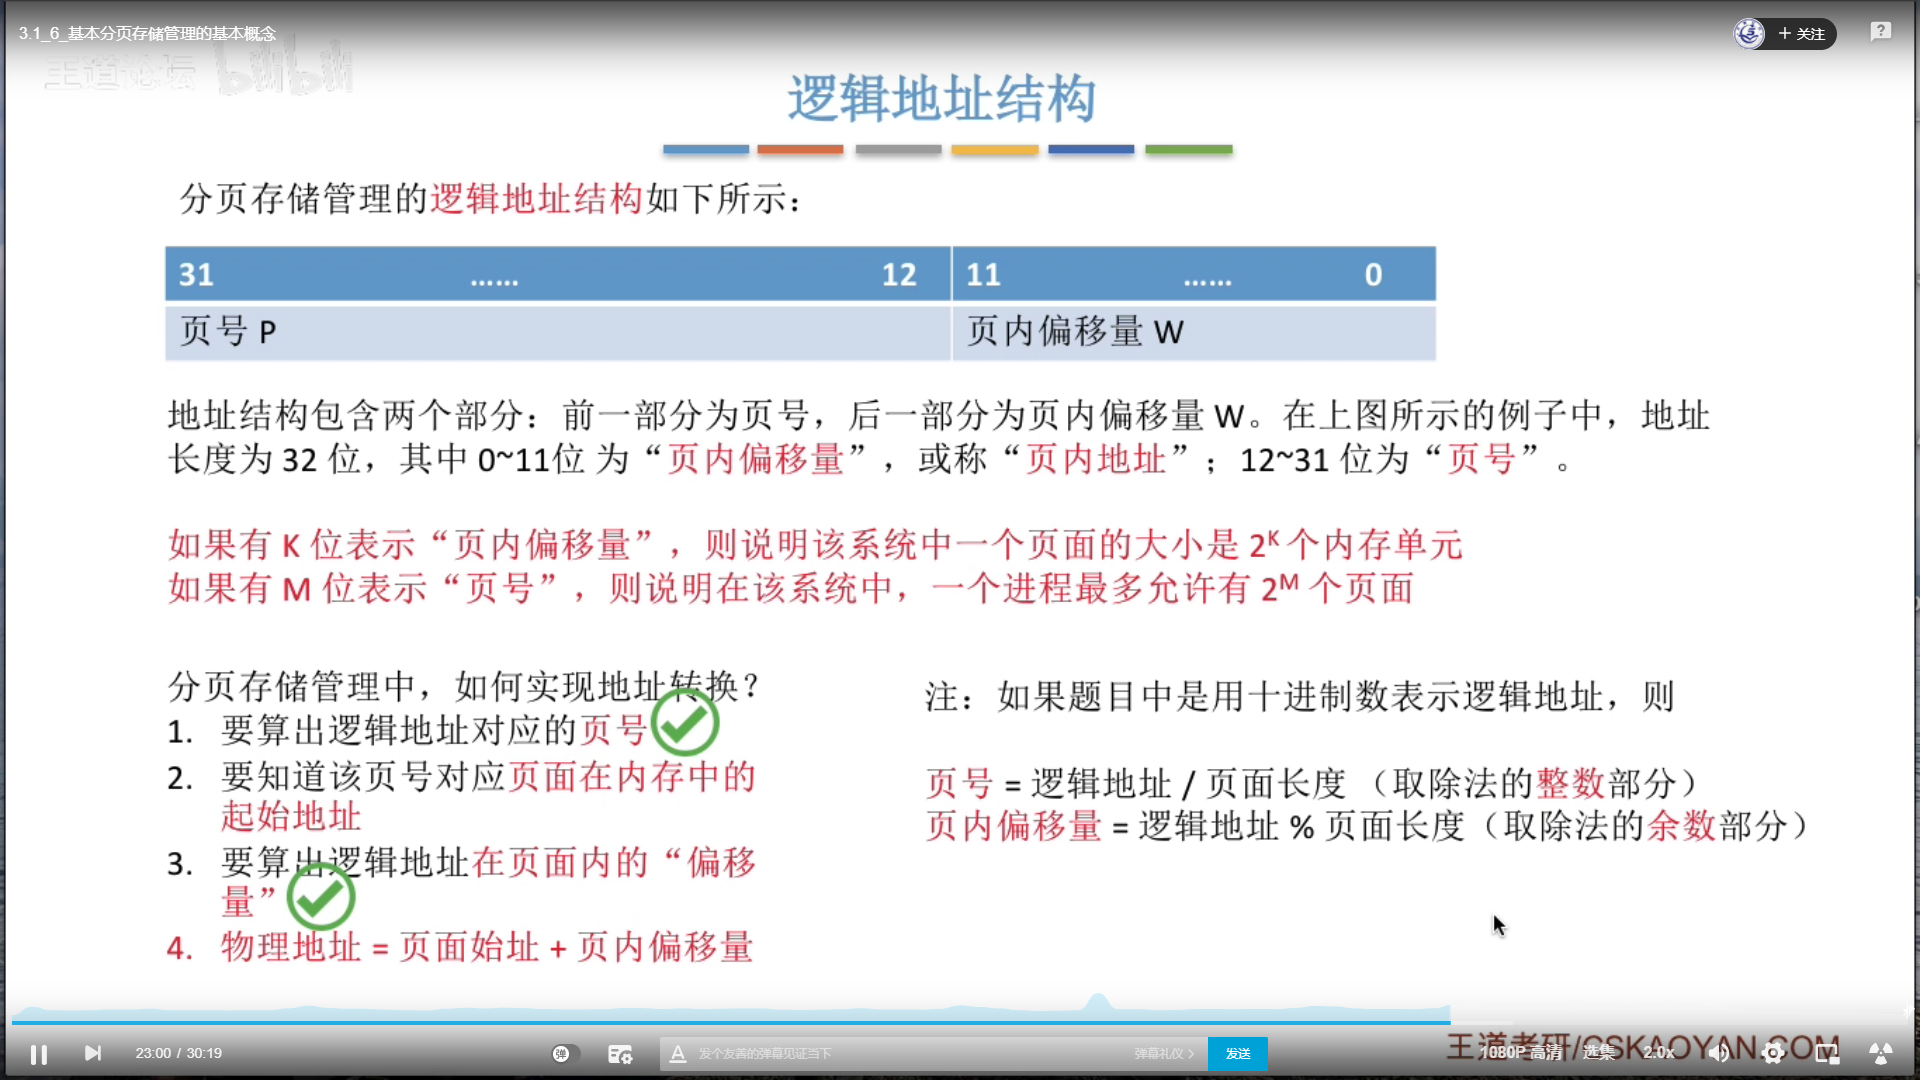 3.1_6_基本分页存储管理的基本概念
+ 关注
王道论坛 bilibili
逻辑地址结构
分页存储管理的逻辑地址结构如下所示：
31 …… 12 11 …… 0
页号 P 页内偏移量 W
地址结构包含两个部分：前一部分为页号，后一部分为页内偏移量 W。在上图所示的例子中，地址
长度为 32 位，其中 0~11位 为“页内偏移量”，或称“页内地址”；12~31 位为“页号”。
如果有 K 位表示“页内偏移量”，则说明该系统中一个页面的大小是 2ᴷ 个内存单元
如果有 M 位表示“页号”，则说明在该系统中，一个进程最多允许有 2ᴹ 个页面
分页存储管理中，如何实现地址转换？
1. 要算出逻辑地址对应的页号
2. 要知道该页号对应页面在内存中的
起始地址
3. 要算出逻辑地址在页面内的“偏移
量”
4. 物理地址 = 页面始址 + 页内偏移量
注：如果题目中是用十进制数表示逻辑地址，则
页号 = 逻辑地址 / 页面长度 （取除法的整数部分）
页内偏移量 = 逻辑地址 % 页面长度（取除法的余数部分）
王道考研/CSKAOYAN.COM
23:00 / 30:19
弹
A 发个友善的弹幕见证当下
弹幕礼仪 >
发送
1080P 高清
选集
2.0x